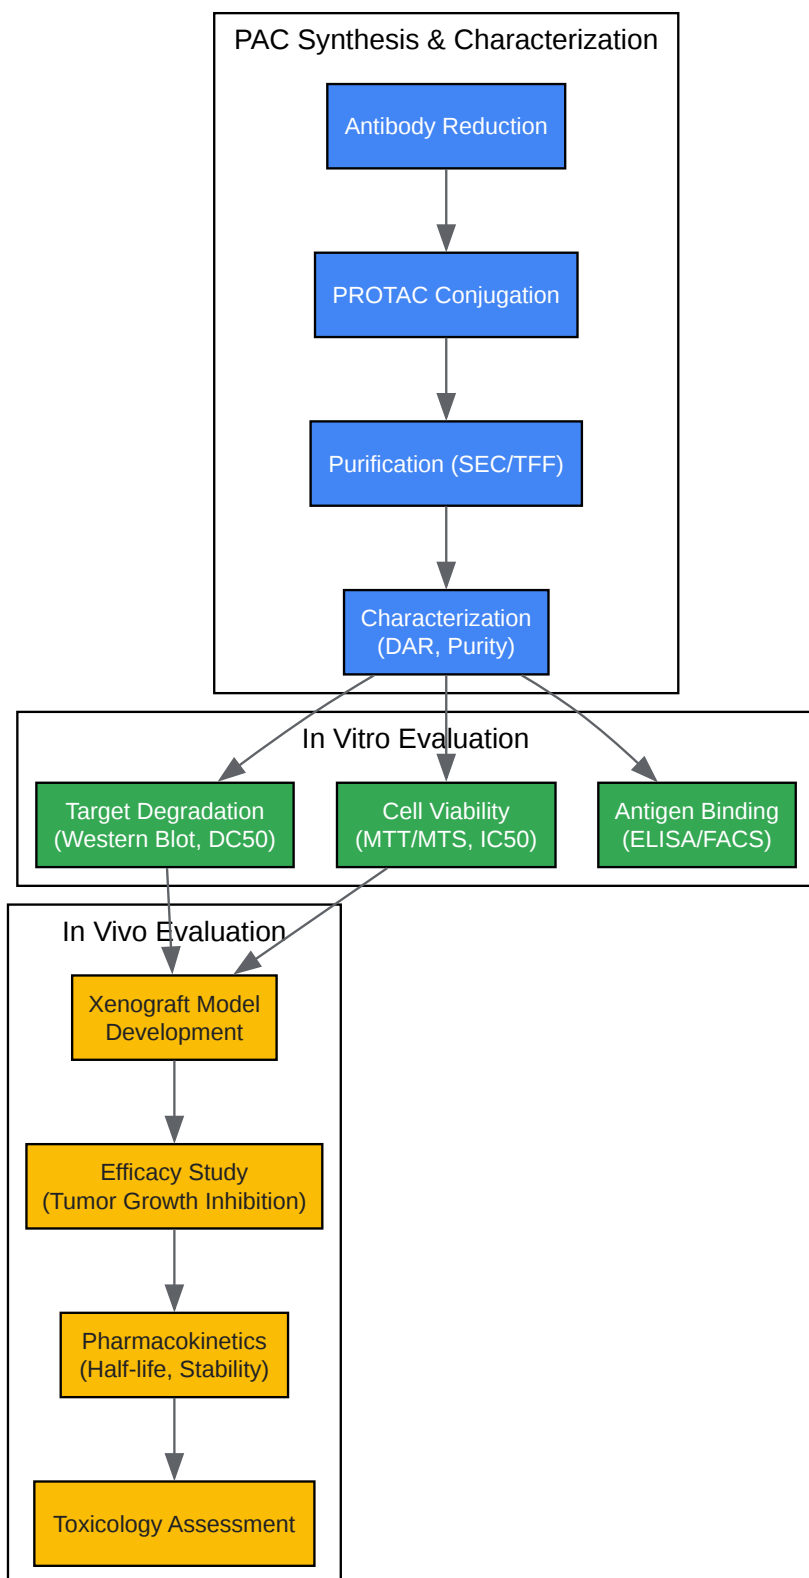 PAC Synthesis & Characterization
Antibody Reduction
PROTAC Conjugation
Purification (SEC/TFF)
Characterization
(DAR, Purity)
In Vitro Evaluation
Target Degradation
(Western Blot, DC50)
Cell Viability
(MTT/MTS, IC50)
Antigen Binding
(ELISA/FACS)
In Vivo Evaluation
Xenograft Model
Development
Efficacy Study
(Tumor Growth Inhibition)
Pharmacokinetics
(Half-life, Stability)
Toxicology Assessment